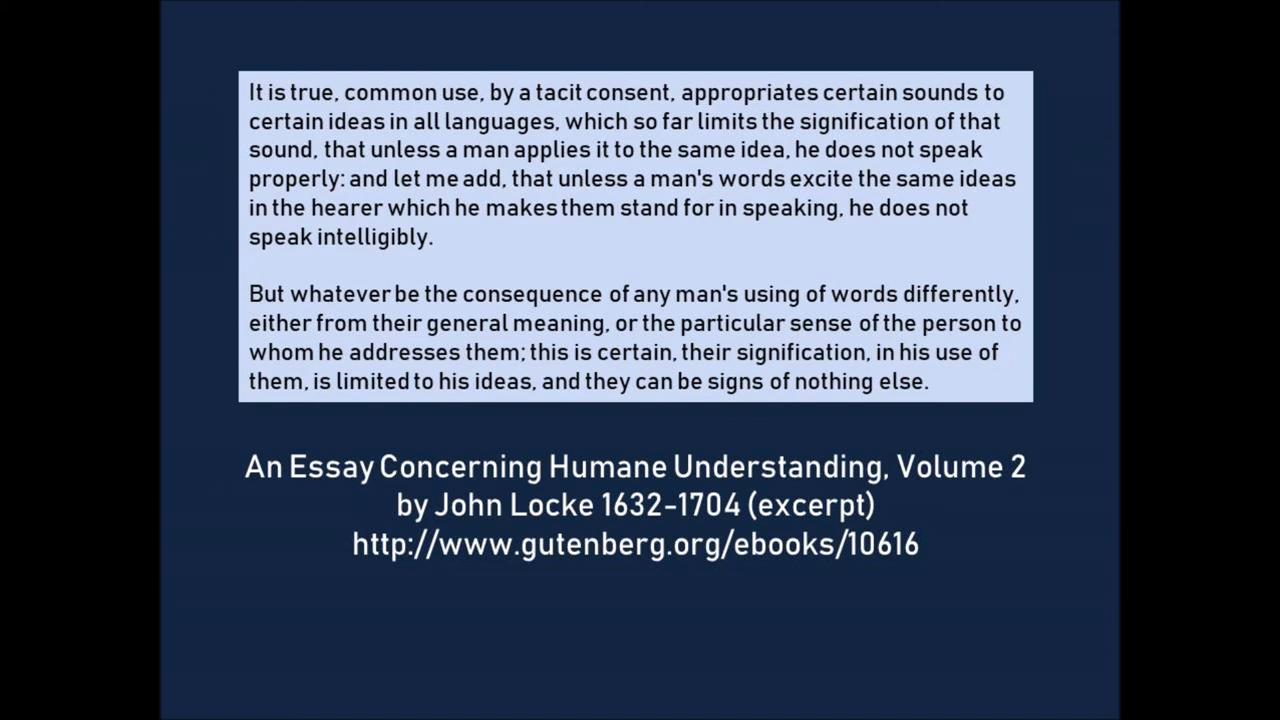 It is true, common use, by a tacit consent, appropriates certain sounds to
certain ideas in all languages, which so far limits the signification of that
sound, that unless a man applies it to the same idea, he does not speak
properly: and let me add, that unless a man's words excite the same ideas
in the hearer which he makes them stand for in speaking, he does not
speak intelligibly.
But whatever be the consequence of any man's using of words differently,
either from their general meaning, or the particular sense of the person to
whom he addresses them; this is certain, their signification, in his use of
them, is limited to his ideas, and they can be signs of nothing else.
An Essay Concerning Humane Understanding, Volume 2
by John Locke 1632-1704 (excerpt)
http://www.gutenberg.org/ebooks/10616